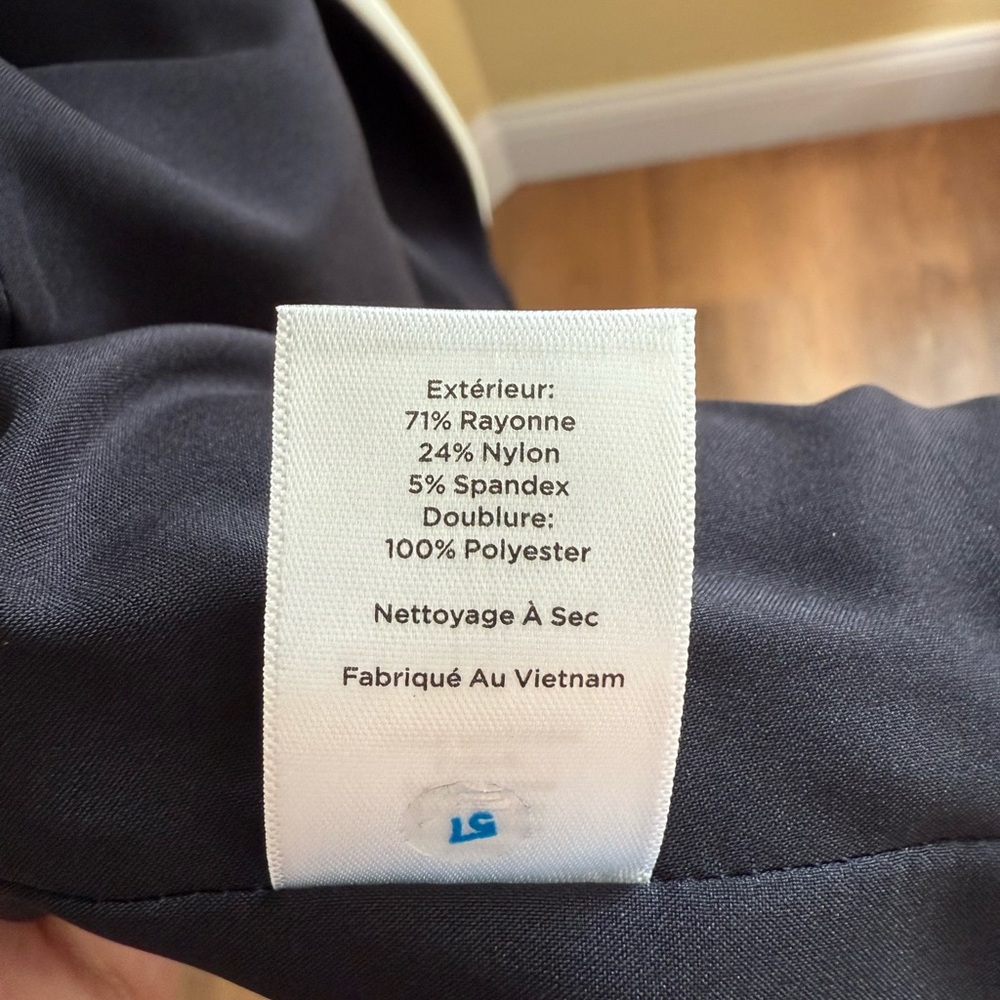 Extérieur:
71% Rayonne
24% Nylon
5% Spandex
Doublure:
100% Polyester
Nettoyage À Sec
Fabriqué Au Vietnam